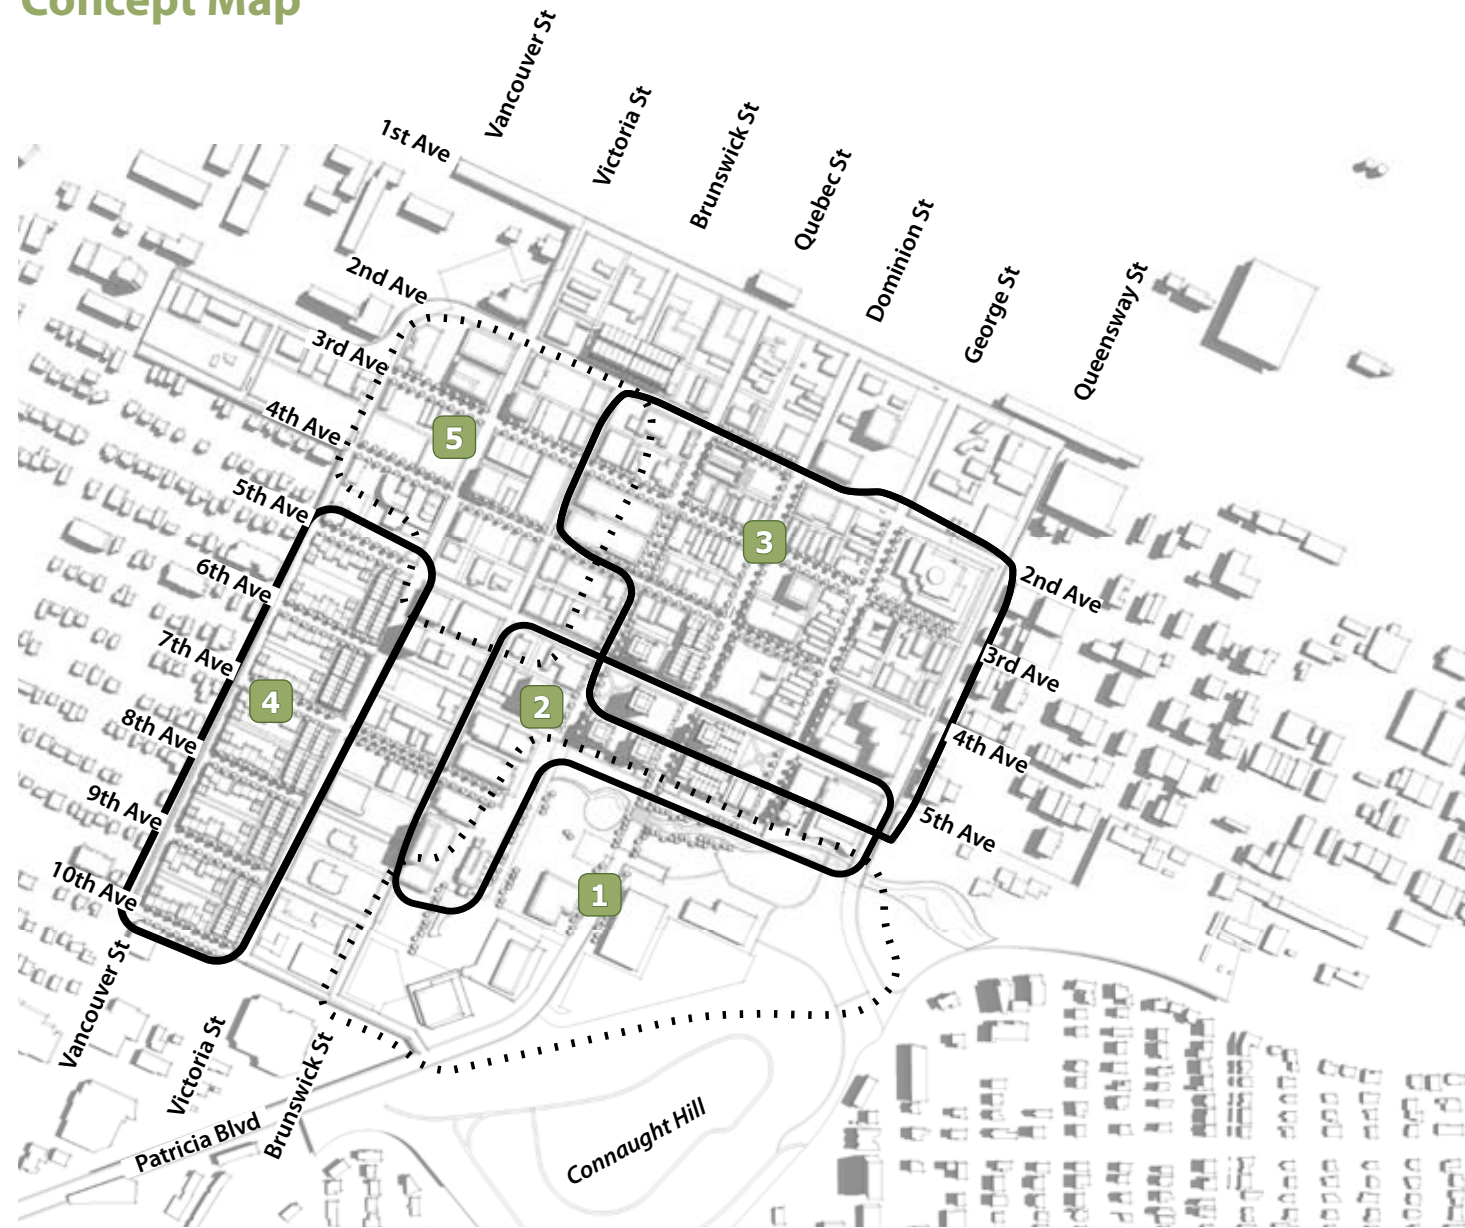 Concept Map
Vancouver St
Victoria St
Brunswick St
Quebec St
Dominion St
George St
Queensway St
1st Ave
2nd Ave
3rd Ave
4th Ave
5th Ave
6th Ave
7th Ave
8th Ave
9th Ave
10th Ave
5
3
4
2
1
2nd Ave
3rd Ave
4th Ave
5th Ave
Vancouver St
Victoria St
Brunswick St
Patricia Blvd
Connaught Hill